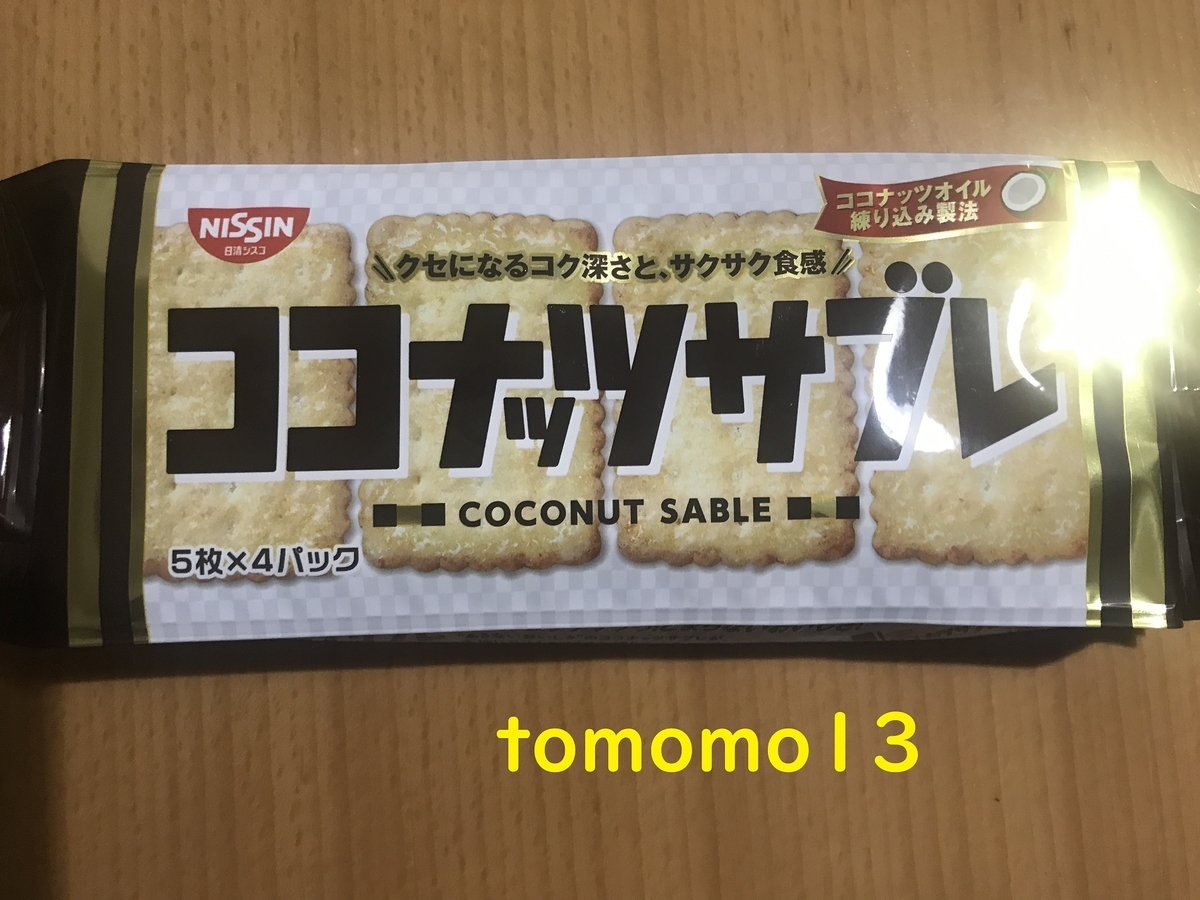 NISSIN
日清シスコ
ココナッツオイル
練り込み製法
クセになるコク深さと、サクサク食感
ココナッツサブレ
COCONUT SABLE
5枚×4パック
tomomo13